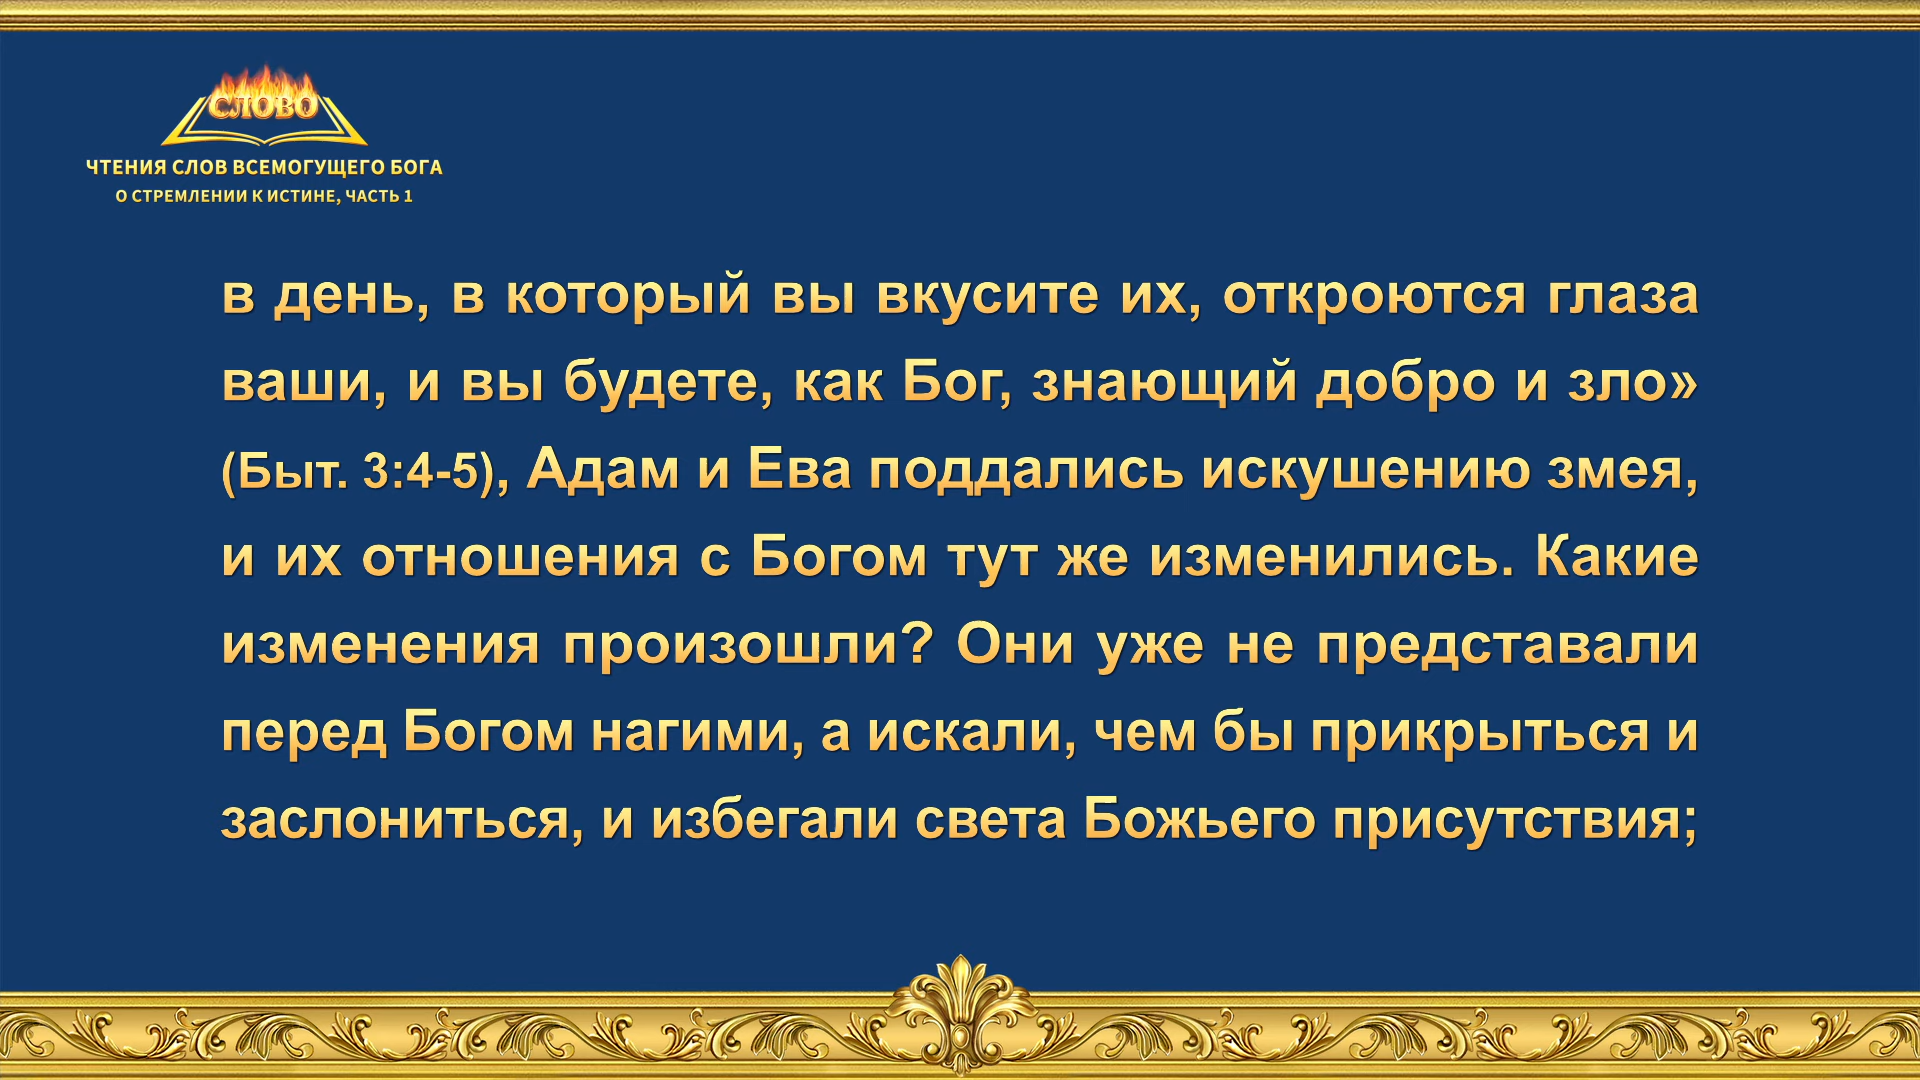 СЛОВО
ЧТЕНИЯ СЛОВ ВСЕМОГУЩЕГО БОГА
О СТРЕМЛЕНИИ К ИСТИНЕ, ЧАСТЬ 1
в день, в который вы вкусите их, откроются глаза
ваши, и вы будете, как Бог, знающий добро и зло»
(Быт. 3:4-5), Адам и Ева поддались искушению змея,
и их отношения с Богом тут же изменились. Какие
изменения произошли? Они уже не представали
перед Богом нагими, а искали, чем бы прикрыться и
заслониться, и избегали света Божьего присутствия;